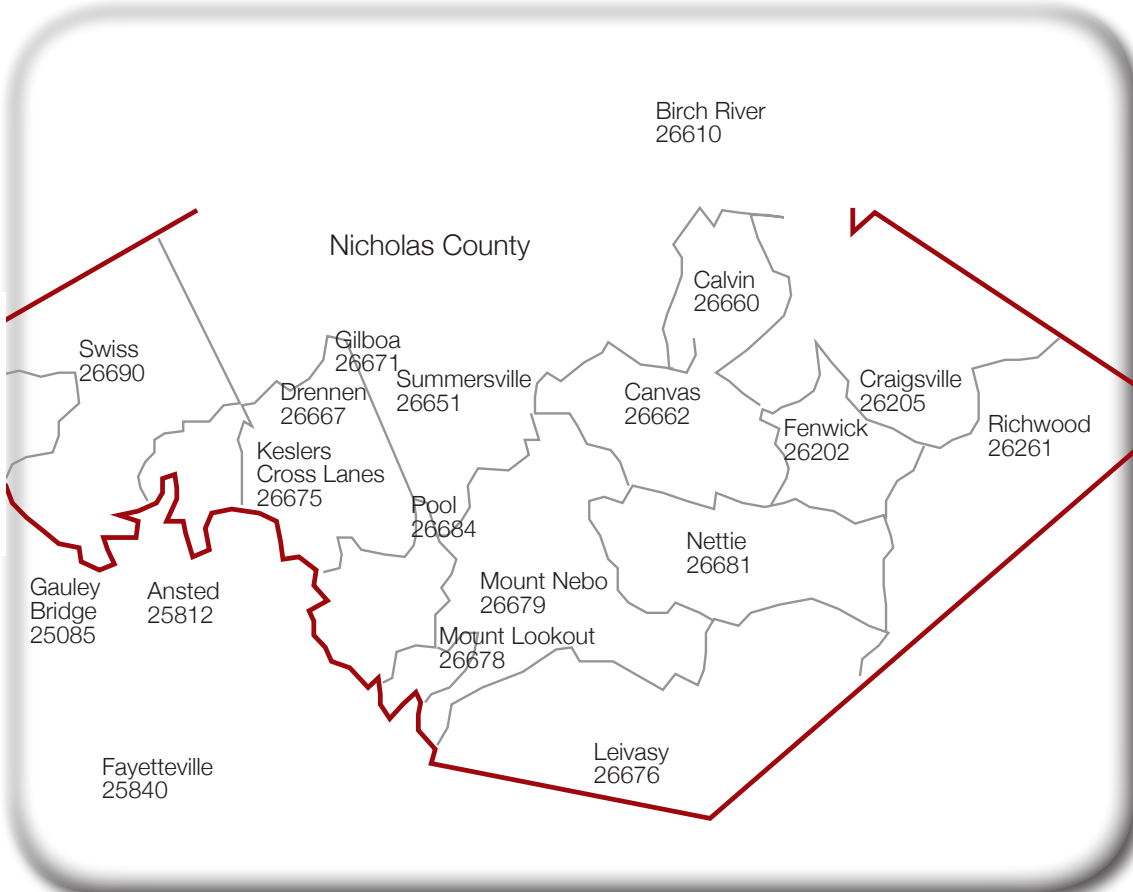 Birch River
26610
Nicholas County
Calvin
26660
Gilboa
26671
Swiss
26690
Summersville
26651
Drennen
26667
Canvas
26662
Craigsville
26205
Fenwick
26202
Richwood
26261
Keslers
Cross Lanes
26675
Pool
26684
Nettie
26681
Gauley
Bridge
25085
Ansted
25812
Mount Nebo
26679
Mount Lookout
26678
Leivasy
26676
Fayetteville
25840